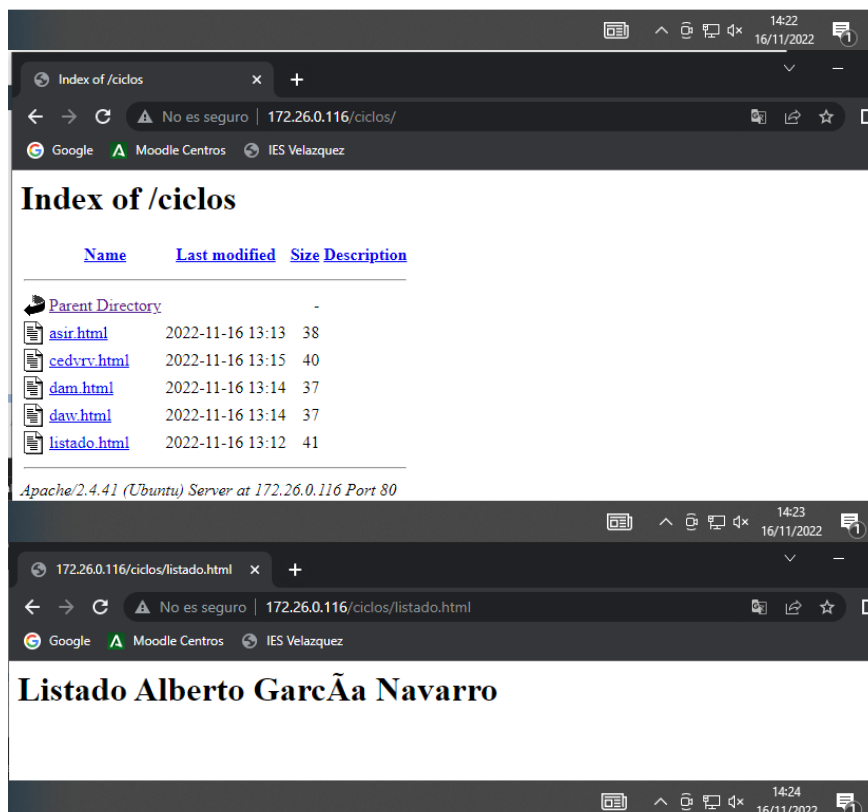 14:22
16/11/2022
1
Index of /ciclos
No es seguro | 172.26.0.116/ciclos/
Google Moodle Centros IES Velazquez
Index of /ciclos
Name Last modified Size Description
Parent Directory -
asir.html 2022-11-16 13:13 38
cedvrv.html 2022-11-16 13:15 40
dam.html 2022-11-16 13:14 37
daw.html 2022-11-16 13:14 37
listado.html 2022-11-16 13:12 41
Apache/2.4.41 (Ubuntu) Server at 172.26.0.116 Port 80
14:23
16/11/2022
1
172.26.0.116/ciclos/listado.html
No es seguro | 172.26.0.116/ciclos/listado.html
Google Moodle Centros IES Velazquez
Listado Alberto GarcÃa Navarro
14:24
16/11/2022